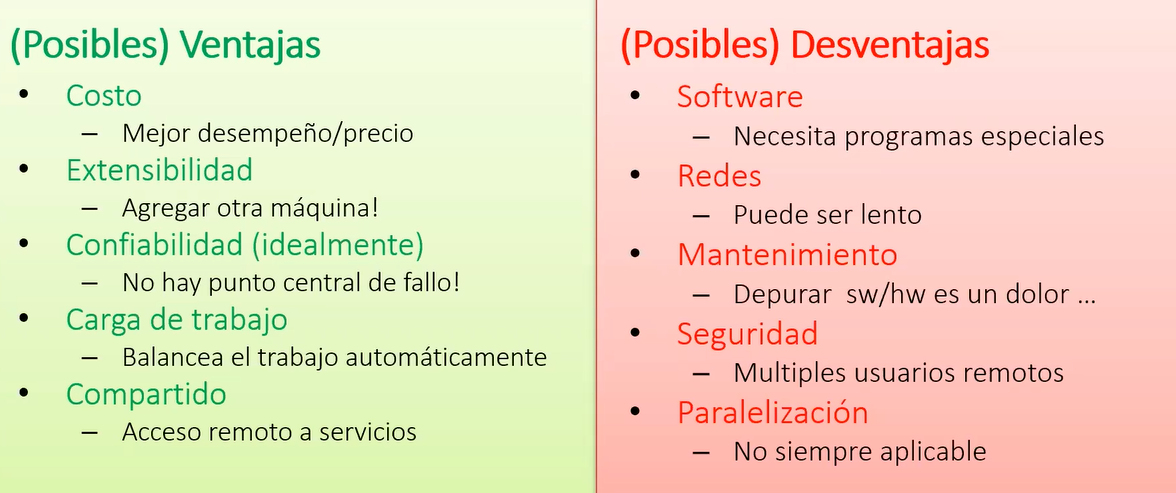 (Posibles) Ventajas
• Costo
– Mejor desempeño/precio
• Extensibilidad
– Agregar otra máquina!
• Confiabilidad (idealmente)
– No hay punto central de fallo!
• Carga de trabajo
– Balancea el trabajo automáticamente
• Compartido
– Acceso remoto a servicios
(Posibles) Desventajas
• Software
– Necesita programas especiales
• Redes
– Puede ser lento
• Mantenimiento
– Depurar  sw/hw es un dolor ...
• Seguridad
– Multiples usuarios remotos
• Paralelización
– No siempre aplicable